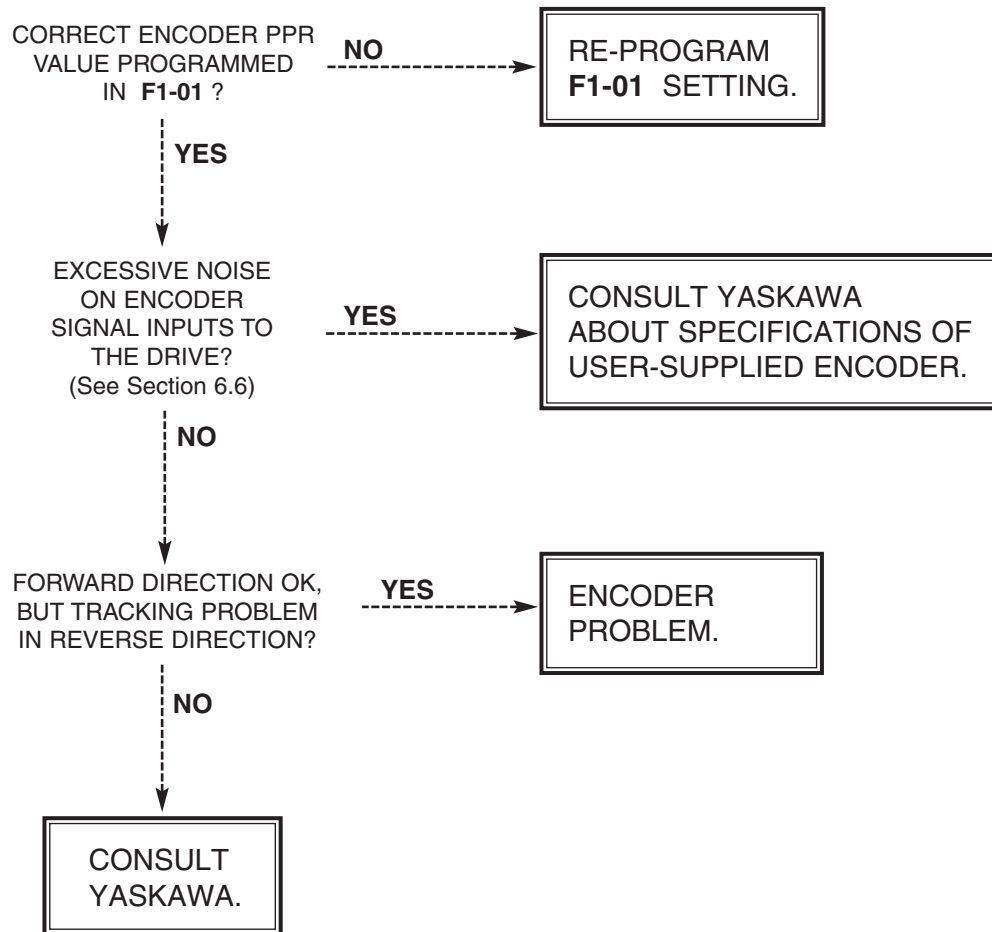 CORRECT ENCODER PPR
VALUE PROGRAMMED
IN F1-01 ?
NO
RE-PROGRAM
F1-01 SETTING.
YES
EXCESSIVE NOISE
ON ENCODER
SIGNAL INPUTS TO
THE DRIVE?
(See Section 6.6)
YES
CONSULT YASKAWA
ABOUT SPECIFICATIONS OF
USER-SUPPLIED ENCODER.
NO
FORWARD DIRECTION OK,
BUT TRACKING PROBLEM
IN REVERSE DIRECTION?
YES
ENCODER
PROBLEM.
NO
CONSULT
YASKAWA.